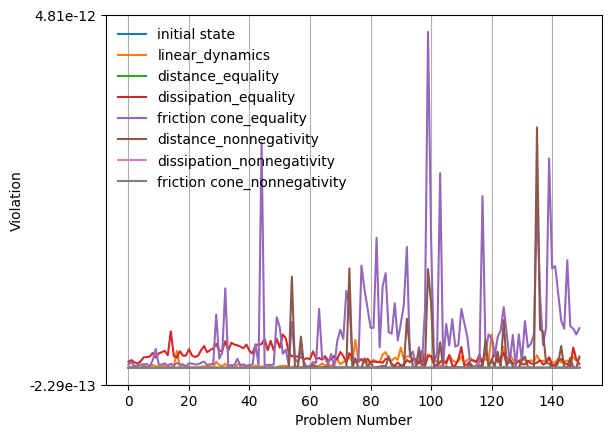 4.81e-12
initial state
linear_dynamics
distance_equality
dissipation_equality
friction cone_equality
distance_nonnegativity
dissipation_nonnegativity
friction cone_nonnegativity
Violation
-2.29e-13
0 20 40 60 80 100 120 140
Problem Number